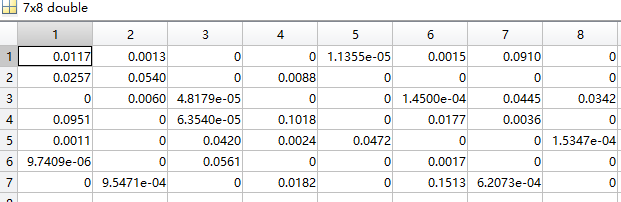 7x8 double
1 2 3 4 5 6 7 8
1 0.0117 0.0013 0 0 1.1355e-05 0.0015 0.0910 0
2 0.0257 0.0540 0 0.0088 0 0 0 0
3 0 0.0060 4.8179e-05 0 0 1.4500e-04 0.0445 0.0342
4 0.0951 0 6.3540e-05 0.1018 0 0.0177 0.0036 0
5 0.0011 0 0.0420 0.0024 0.0472 0 0 1.5347e-04
6 9.7409e-06 0 0.0561 0 0 0.0017 0 0
7 0 9.5471e-04 0 0.0182 0 0.1513 6.2073e-04 0